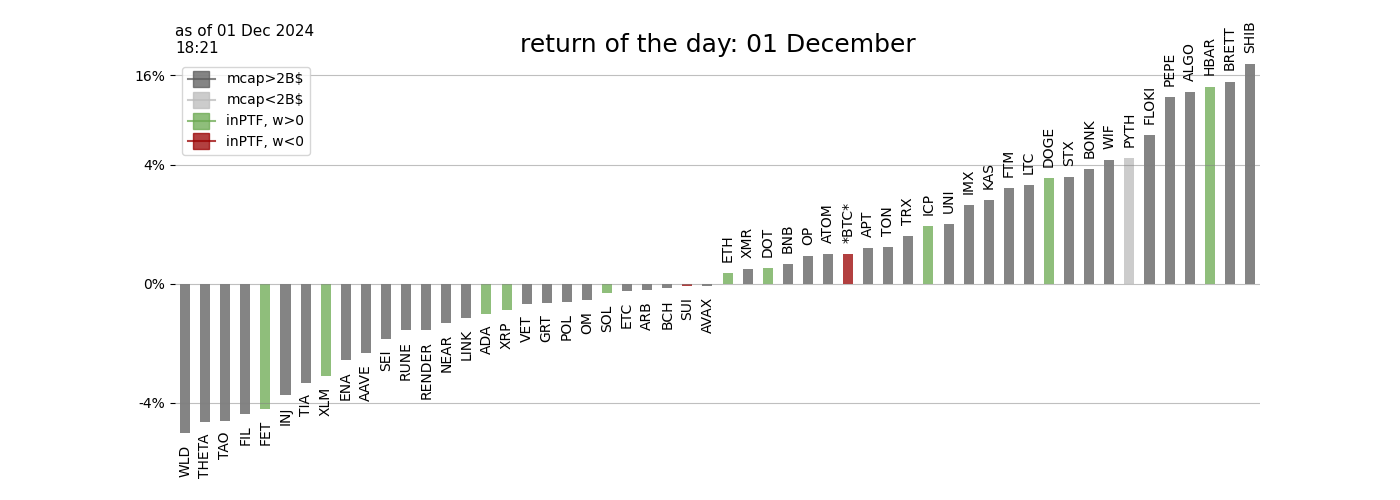 as of 01 Dec 2024
18:21
return of the day: 01 December
mcap>2B$
mcap<2B$
inPTF, w>0
inPTF, w<0
16%
4%
0%
-4%
WLD
THETA
TAO
FIL
FET
INJ
TIA
XLM
ENA
AAVE
SEI
RUNE
RENDER
NEAR
LINK
ADA
XRP
VET
GRT
POL
OM
SOL
ETC
ARB
BCH
SUI
AVAX
ETH
XMR
DOT
BNB
OP
ATOM
*BTC*
APT
TON
TRX
ICP
UNI
IMX
KAS
FTM
LTC
DOGE
STX
BONK
WIF
PYTH
FLOKI
PEPE
ALGO
HBAR
BRETT
SHIB